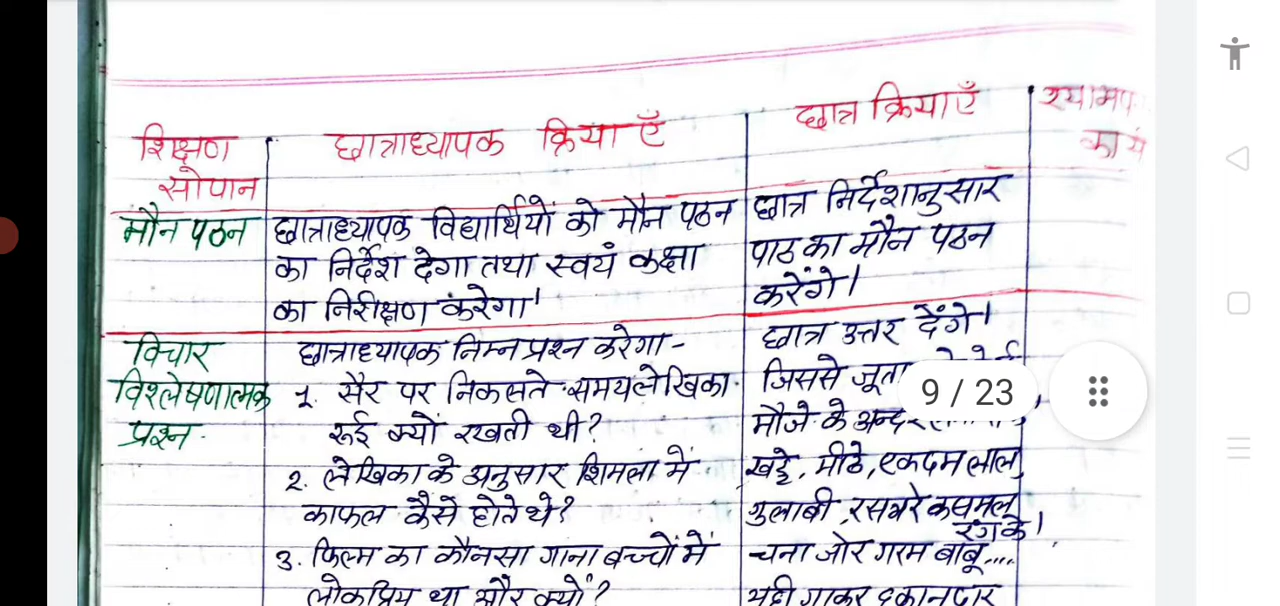 शिक्षण सोपान
छात्राध्यापक क्रियाएँ
छात्र क्रियाएँ
मौन पठन
छात्राध्यापक विद्यार्थियों को मौन पठन
का निर्देश देगा तथा स्वयं कक्षा
का निरीक्षण करेगा।
छात्र निर्देशानुसार
पाठ का मौन पठन
करेंगे।
विचार
विश्लेषणात्मक
प्रश्न.
छात्राध्यापक निम्न प्रश्न करेगा-
1. सैर पर निकलते समय लेखिका
रूई क्यों रखती थी?
2. लेखिका के अनुसार शिमला में
काफल कैसे होते थे?
3. फिल्म का कौनसा गाना बच्चों में
लोकप्रिय था और क्यों?
छात्र उत्तर देंगे।
जिससे जूता
मौजे के अन्दर
खट्टे, मीठे, एकदम लाल,
गुलाबी, रसभरे कसमल
रंग के।
चना जोर गरम बाबू....
यही गाकर दुकानदार
9 / 23